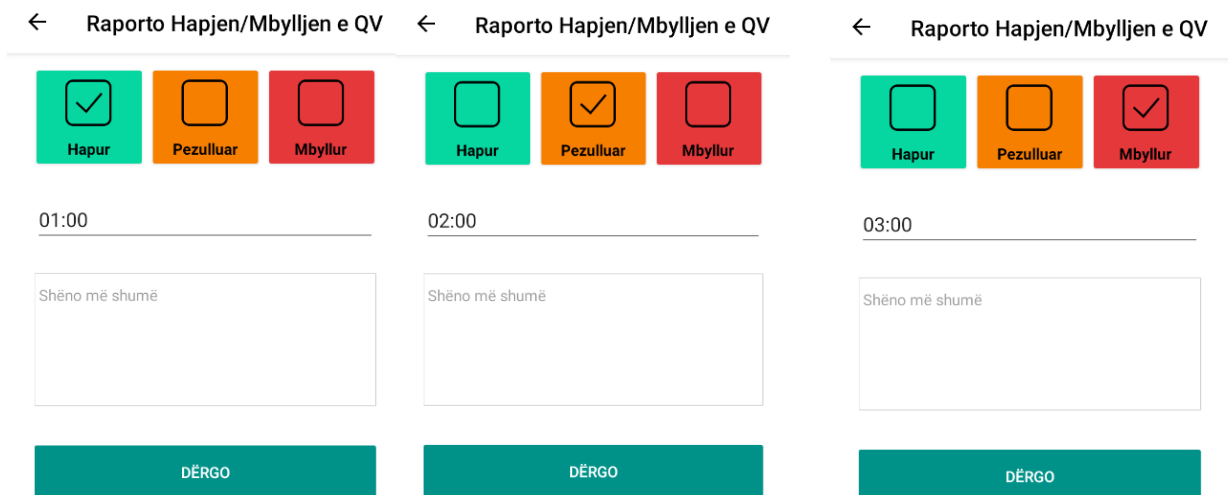 Raporto Hapjen/Mbylljen e QV
Hapur Pezulluar Mbyllur
01:00
Shëno më shumë
DËRGO
Raporto Hapjen/Mbylljen e QV
Hapur Pezulluar Mbyllur
02:00
Shëno më shumë
DËRGO
Raporto Hapjen/Mbylljen e QV
Hapur Pezulluar Mbyllur
03:00
Shëno më shumë
DËRGO